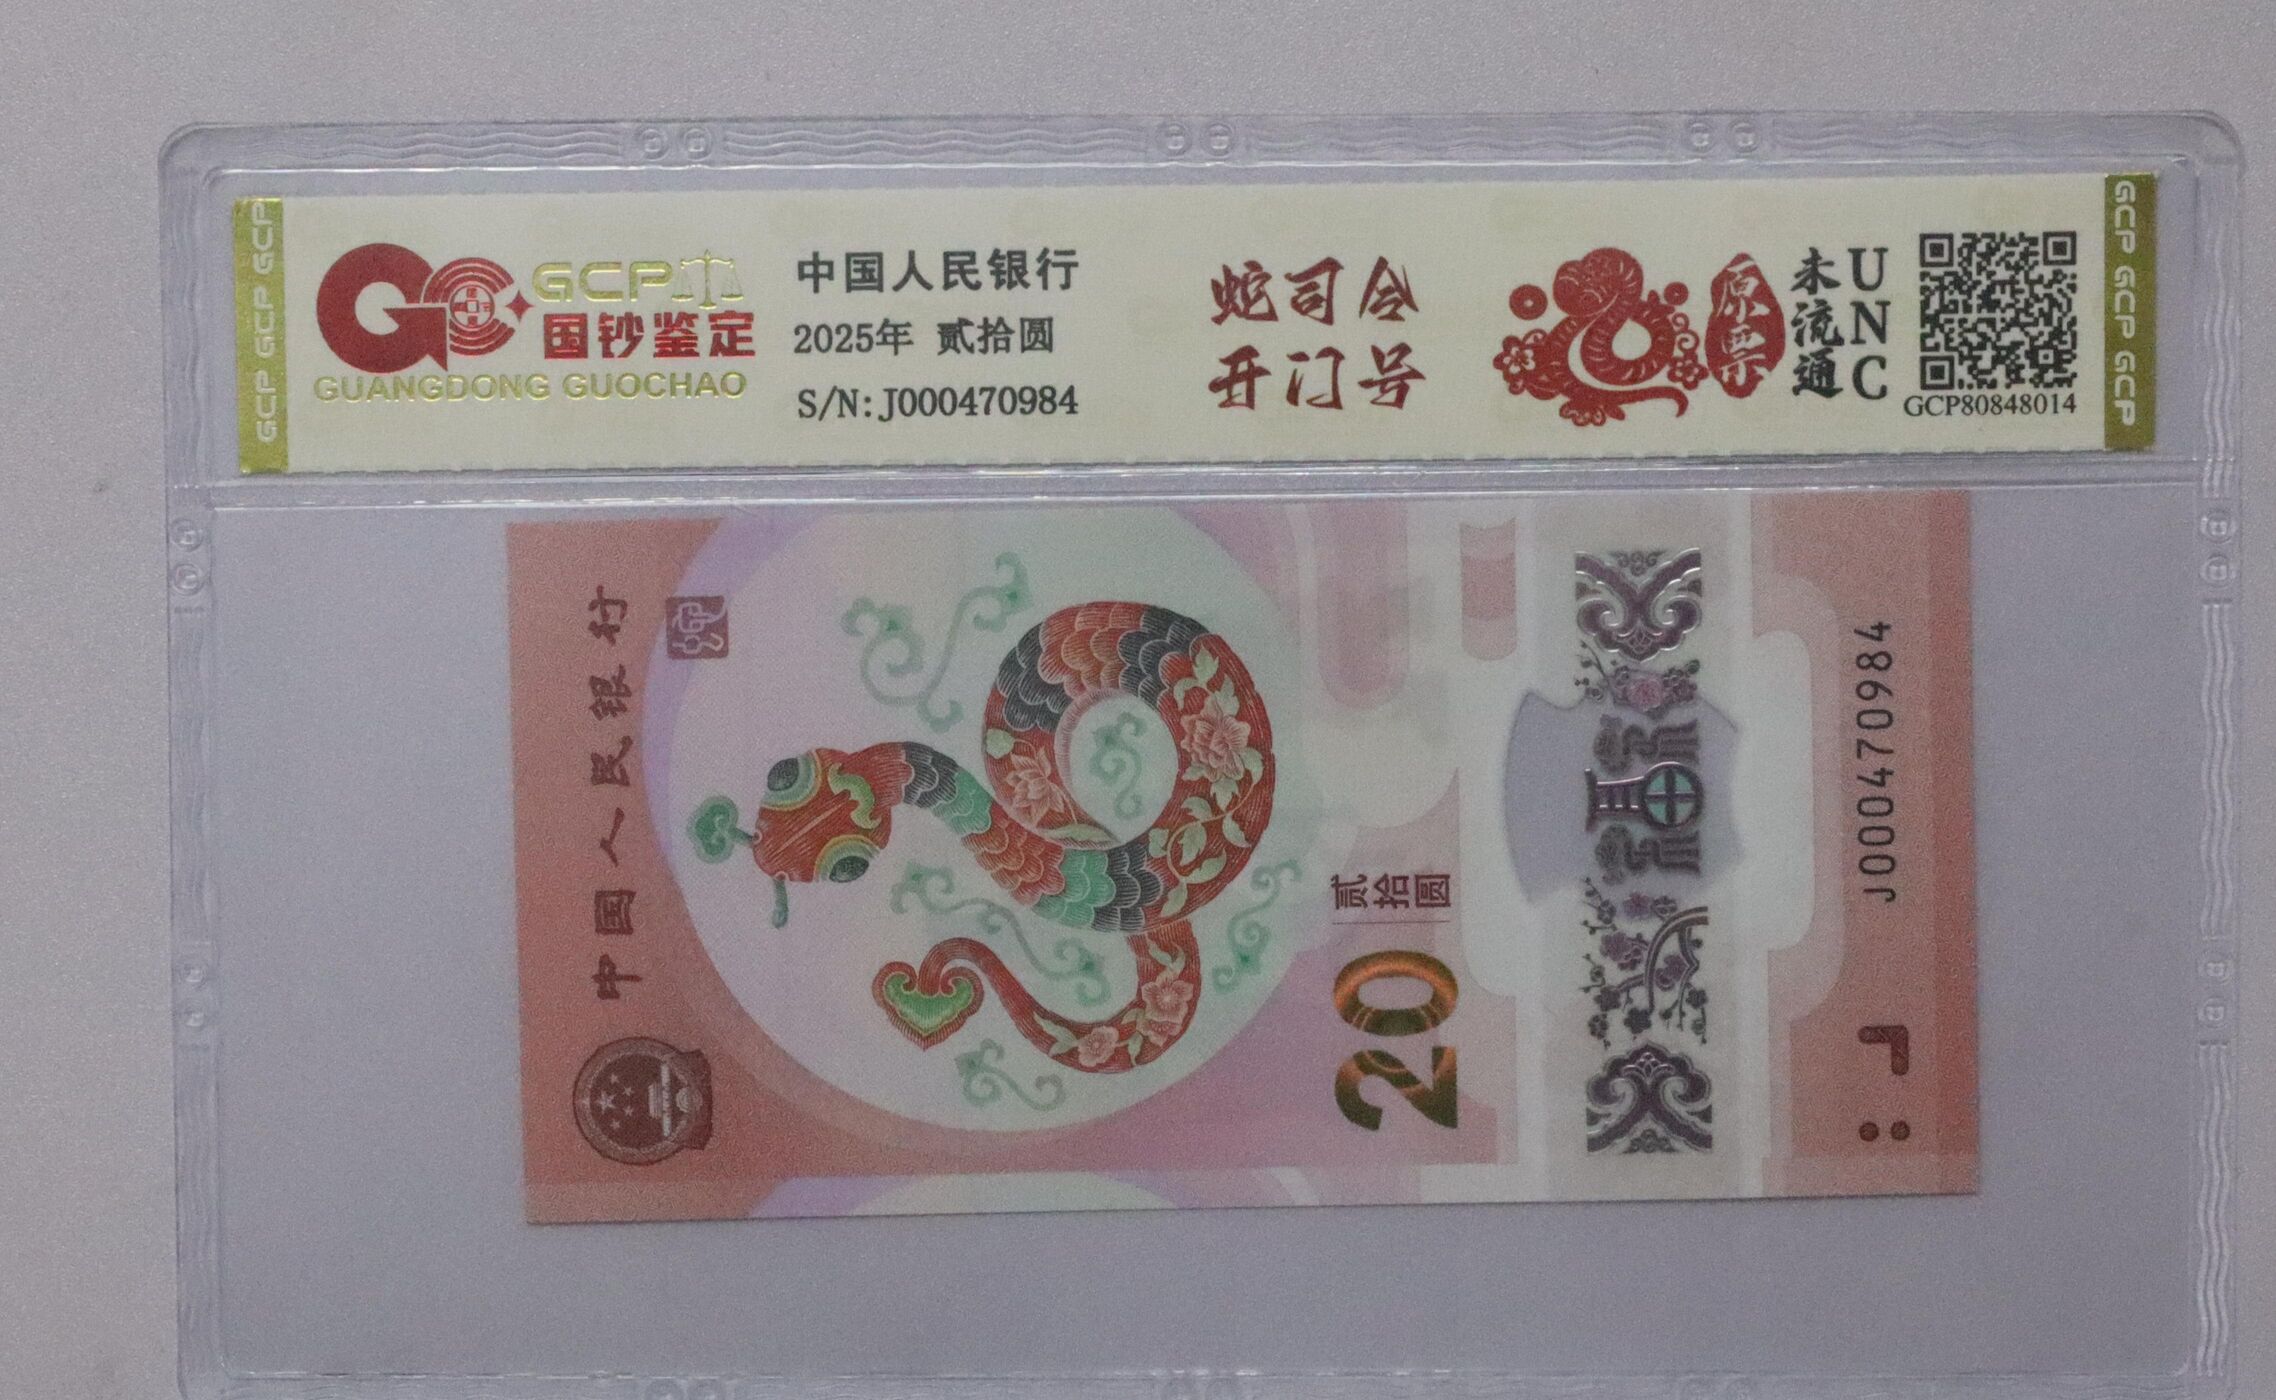 GCP GCP GCP
GCP
国钞鉴定
GUANGDONG GUOCHAO
中国人民银行
2025年 贰拾圆
S/N:J000470984
蛇司令
开门号
原票
未流通
UNC
GCP80848014
GCP GCP GCP
中国人民银行
贰拾圆
20
福
J000470984